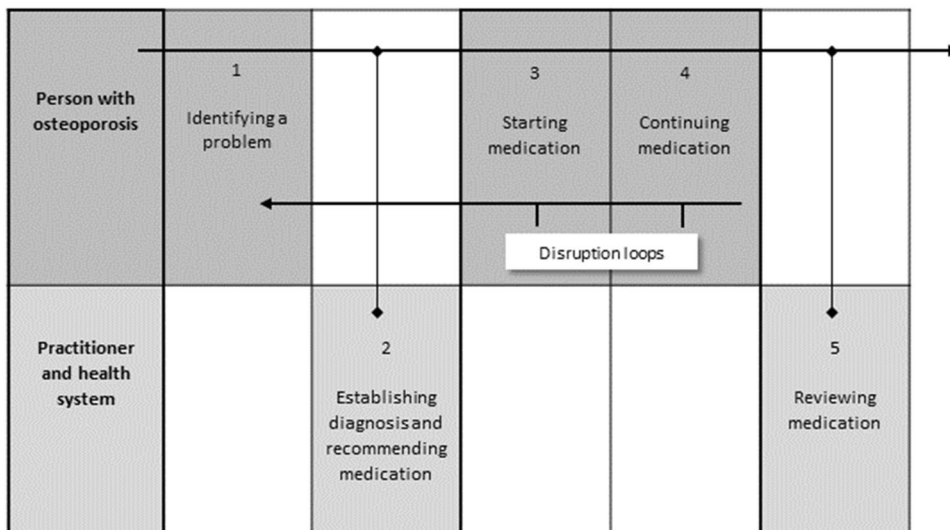 Person with
osteoporosis
1
Identifying a
problem
3
Starting
medication
4
Continuing
medication
Disruption loops
Practitioner
and health
system
2
Establishing
diagnosis and
recommending
medication
5
Reviewing
medication